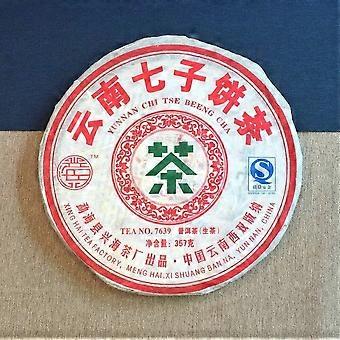 云南七子饼茶
YUNNAN CHI TSE BEENG CHA
茶
TM
TEA NO. 7639 普洱茶(生茶)
净含量:357克
勐海县兴海茶厂出品·中国云南西双版纳
XING HAI TEA FACTORY, MENG HAI, XI SHUANG BAN NA, YUN NAN, CHINA